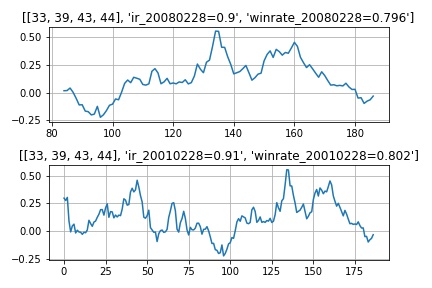 [[33, 39, 43, 44], 'ir_20080228=0.9', 'winrate_20080228=0.796']
0.50
0.25
0.00
−0.25
80 100 120 140 160 180
[[33, 39, 43, 44], 'ir_20010228=0.91', 'winrate_20010228=0.802']
0.50
0.25
0.00
−0.25
0 25 50 75 100 125 150 175